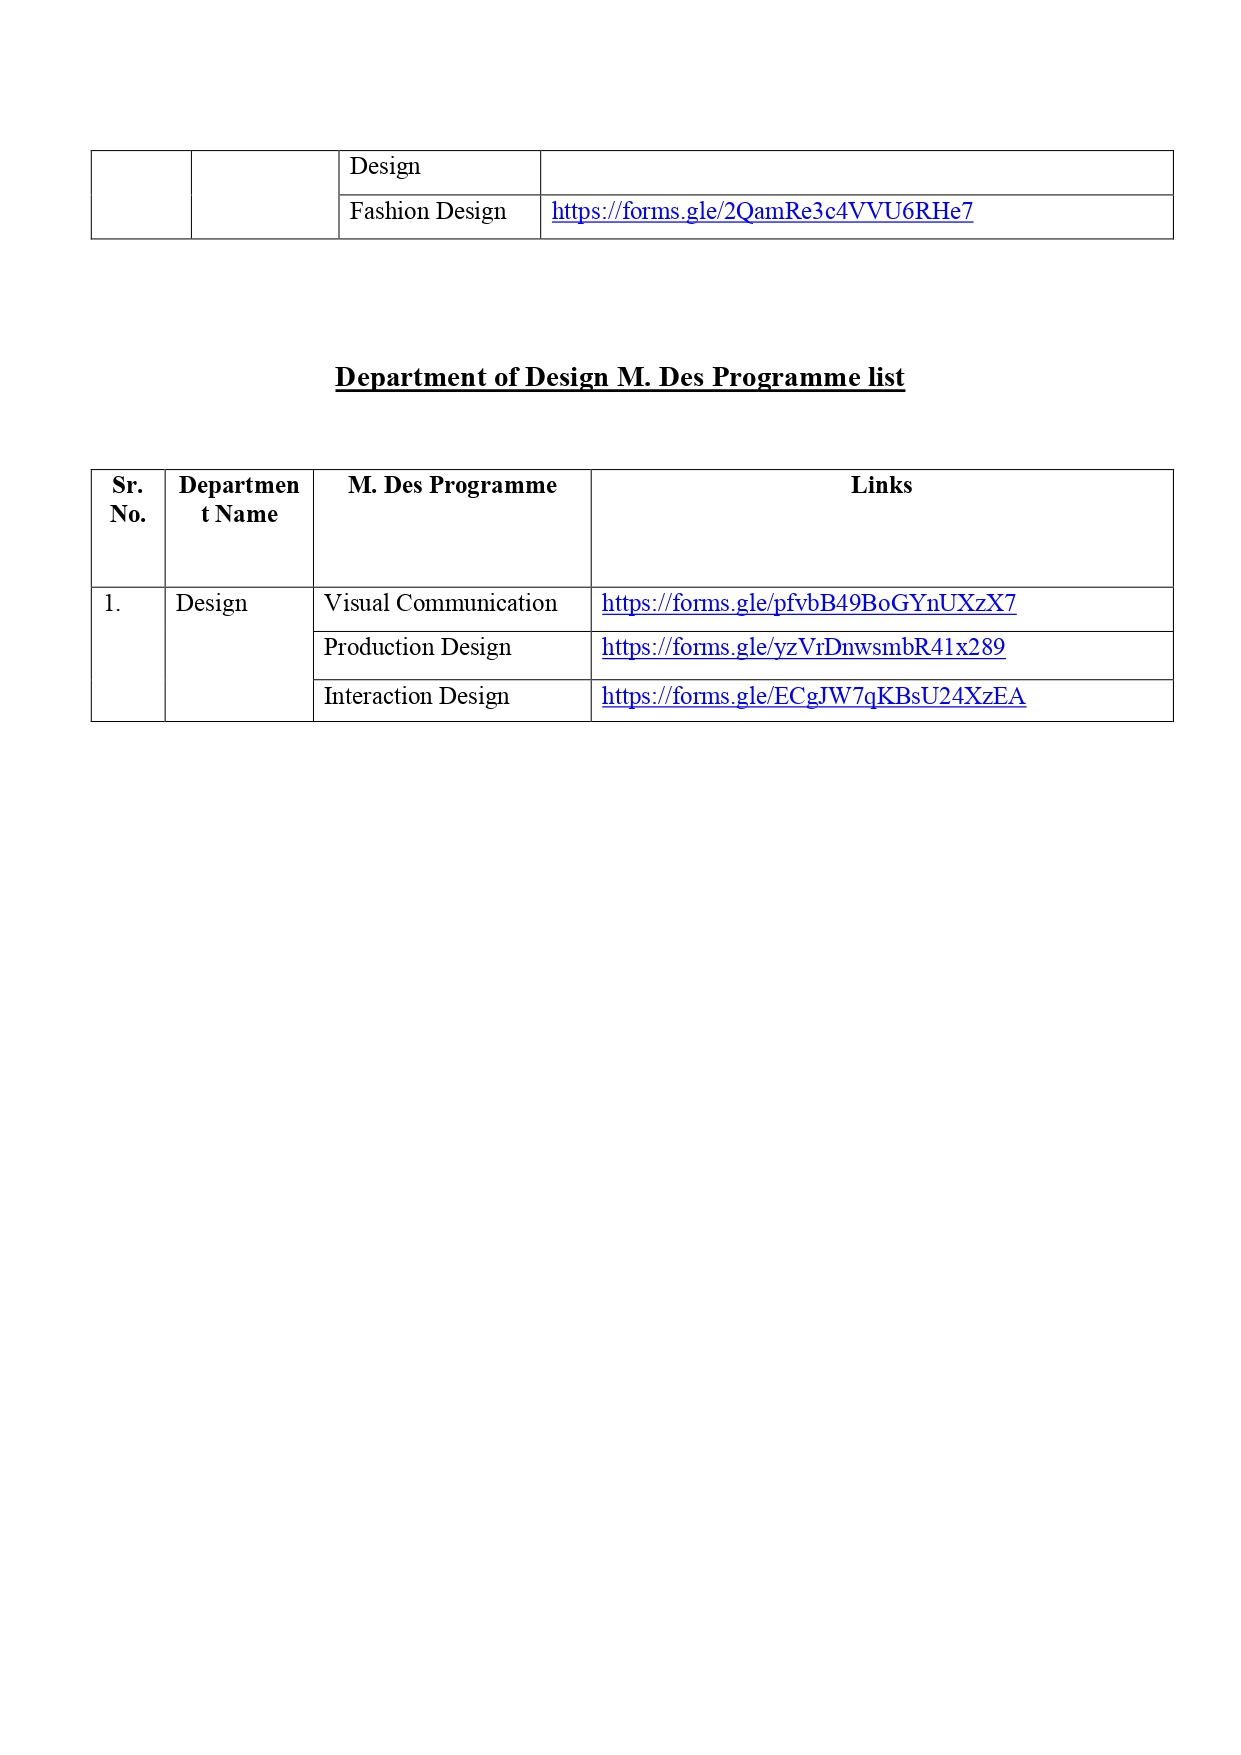 Design
Fashion Design https://forms.gle/2QamRe3c4VVU6RHe7
Department of Design M. Des Programme list
Sr. Departmen M. Des Programme Links
No. t Name
1. Design Visual Communication https://forms.gle/pfvbB49BoGYnUXzX7
Production Design https://forms.gle/yzVrDnwsmbR41x289
Interaction Design https://forms.gle/ECgJW7qKBsU24XzEA